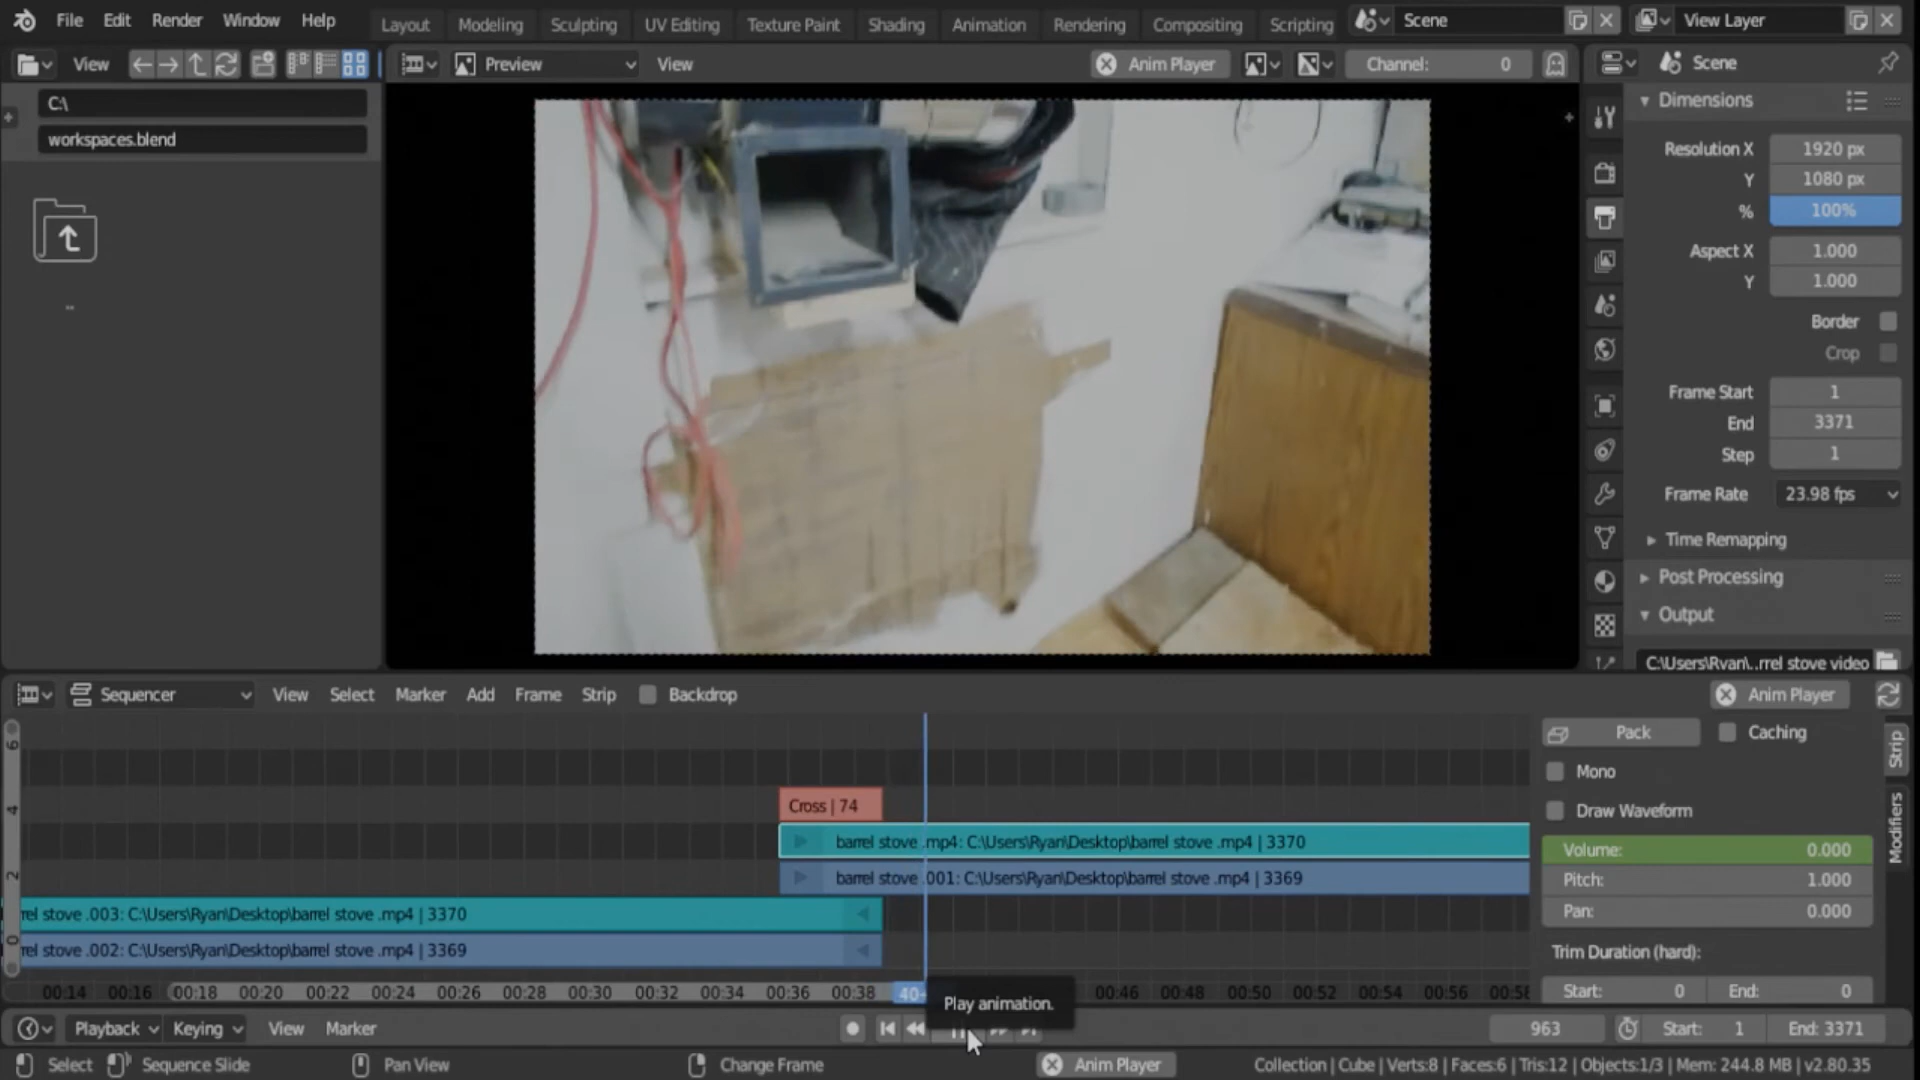 File Edit Render Window Help
Layout Modeling Sculpting UV Editing Texture Paint Shading Animation Rendering Compositing Scripting
Scene
View Layer
View
Preview
View
Anim Player
Channel: 0
Scene
C:\
workspaces.blend
..
Dimensions
Resolution X 1920 px
Y 1080 px
% 100%
Aspect X 1.000
Y 1.000
Border
Crop
Frame Start 1
End 3371
Step 1
Frame Rate 23.98 fps
Time Remapping
Post Processing
Output
C:\Users\Ryan\..rrel stove video
Sequencer View Select Marker Add Frame Strip Backdrop
Anim Player
6
4
2
0
Cross | 74
barrel stove .mp4: C:\Users\Ryan\Desktop\barrel stove .mp4 | 3370
barrel stove .001: C:\Users\Ryan\Desktop\barrel stove .mp4 | 3369
rel stove .003: C:\Users\Ryan\Desktop\barrel stove .mp4 | 3370
rel stove .002: C:\Users\Ryan\Desktop\barrel stove .mp4 | 3369
00:14 00:16 00:18 00:20 00:22 00:24 00:26 00:28 00:30 00:32 00:34 00:36 00:38 40+ 00:46 00:48 00:50 00:52 00:54 00:56 00:58
Play animation.
Pack
Caching
Mono
Draw Waveform
Volume: 0.000
Pitch: 1.000
Pan: 0.000
Trim Duration (hard):
Start: 0 End: 0
Strip
Modifiers
Playback Keying View Marker
963
Start: 1 End: 3371
Select Sequence Slide Pan View Change Frame Anim Player
Collection | Cube | Verts:8 | Faces:6 | Tris:12 | Objects:1/3 | Mem: 244.8 MB | v2.80.35